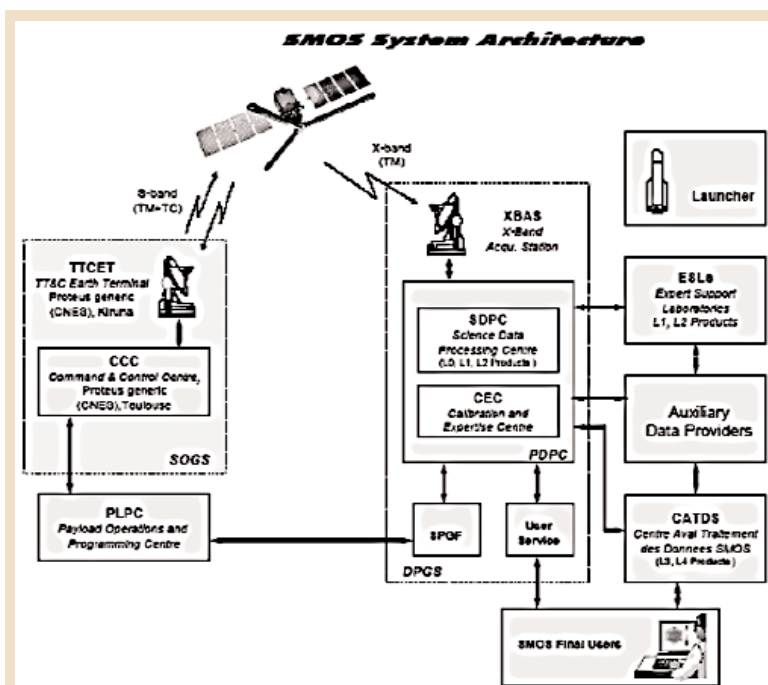 SMOS System Architecture
X-band
(TM)
S-band
(TM+TC)
TTCET
TT&C Earth Terminal
Proteus generic
(CNES), Kiruna
CCC
Command & Control Centre,
Proteus generic
(CNES), Toulouse
SOGS
PLPC
Payload Operations and
Programming Centre
XBAS
X-Band
Acqu. Station
SDPC
Science Data
Processing Centre
(L0, L1, L2 Products)
CEC
Calibration and
Expertise Centre
PDPC
SPGF
User
Service
DPGS
Launcher
ESLs
Expert Support
Laboratories
L1, L2 Products
Auxiliary
Data Providers
CATDS
Centre Aval Traitement
des Donnees SMOS
(L3, L4 Products)
SMOS Final Users